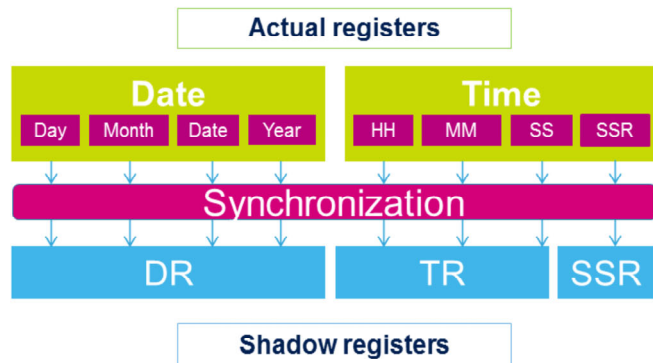 Actual registers
Date Time
Day Month Date Year HH MM SS SSR
Synchronization
DR TR SSR
Shadow registers